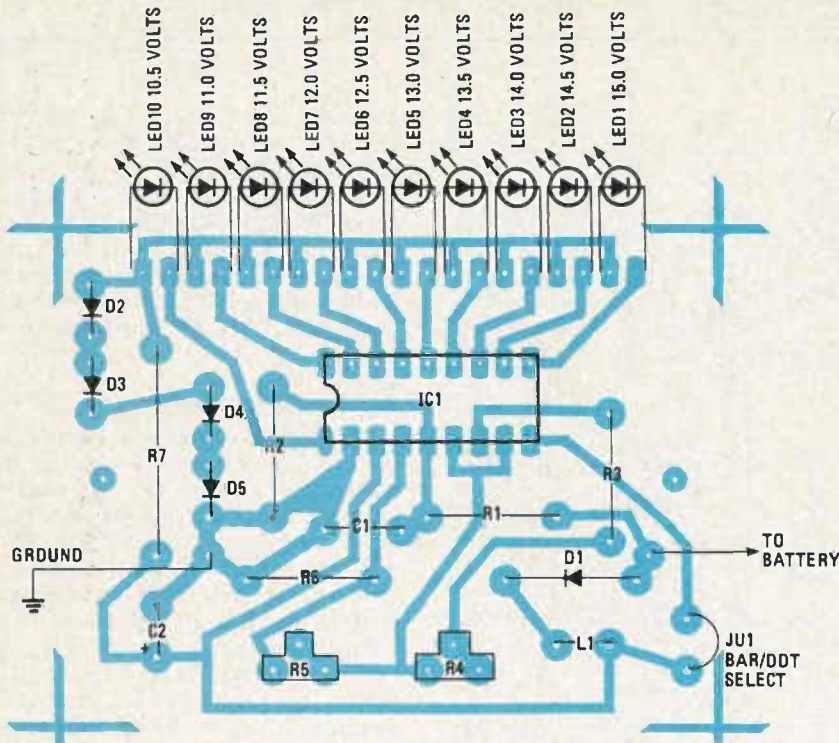 LED10 10.5 VOLTS
LED9 11.0 VOLTS
LED8 11.5 VOLTS
LED7 12.0 VOLTS
LED6 12.5 VOLTS
LED5 13.0 VOLTS
LED4 13.5 VOLTS
LED3 14.0 VOLTS
LED2 14.5 VOLTS
LED1 15.0 VOLTS
D2
D3
IC1
D4
R7
R2
R3
D5
C1
R1
GROUND
TO
BATTERY
R6
D1
C2
+
R5
R4
L1
JU1
BAR/DDT
SELECT